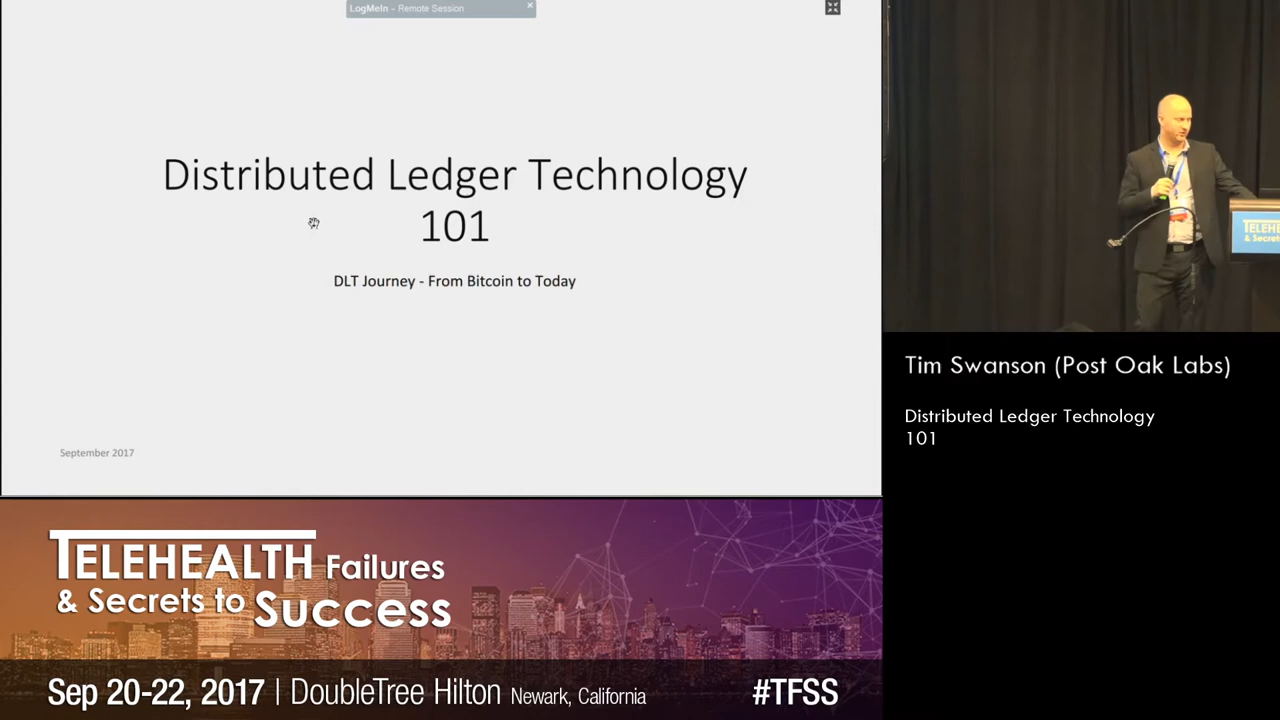 LogMeIn – Remote Session
Distributed Ledger Technology
101
DLT Journey - From Bitcoin to Today
September 2017
Tim Swanson (Post Oak Labs)
Distributed Ledger Technology
101
TELEHEALTH Failures
& Secrets to Success
Sep 20-22, 2017 | DoubleTree Hilton Newark, California
#TFSS